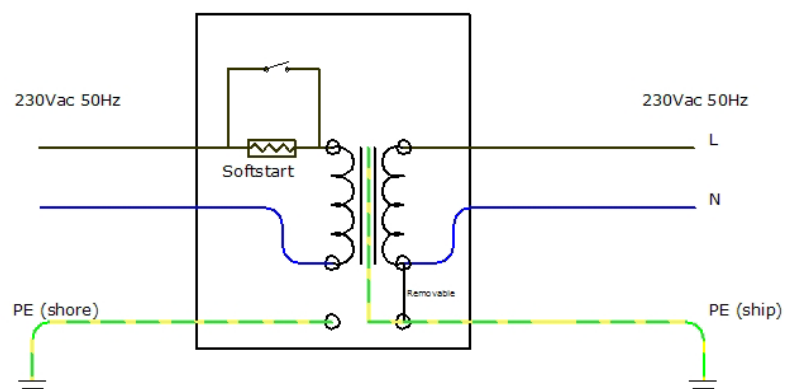 230Vac 50Hz
230Vac 50Hz
L
Softstart
N
Removable
PE (shore)
PE (ship)